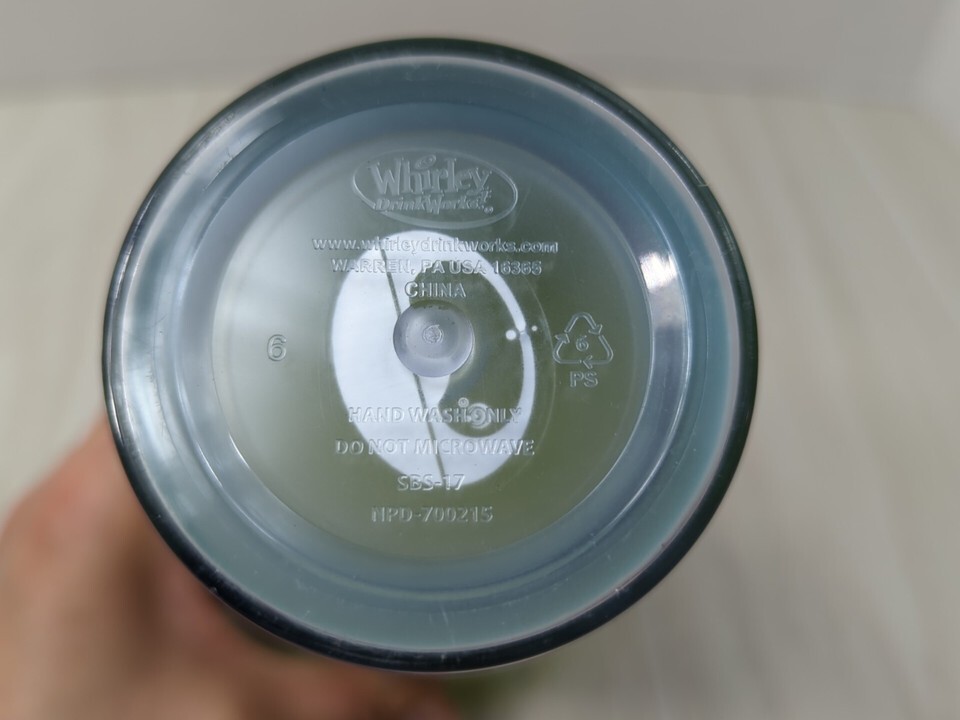 Whirley
DrinkWorks!
www.whirleydrinkworks.com
WARREN, PA USA 16365
CHINA
6
6
PS
HAND WASH ONLY
DO NOT MICROWAVE
SBS-17
NPD-700215